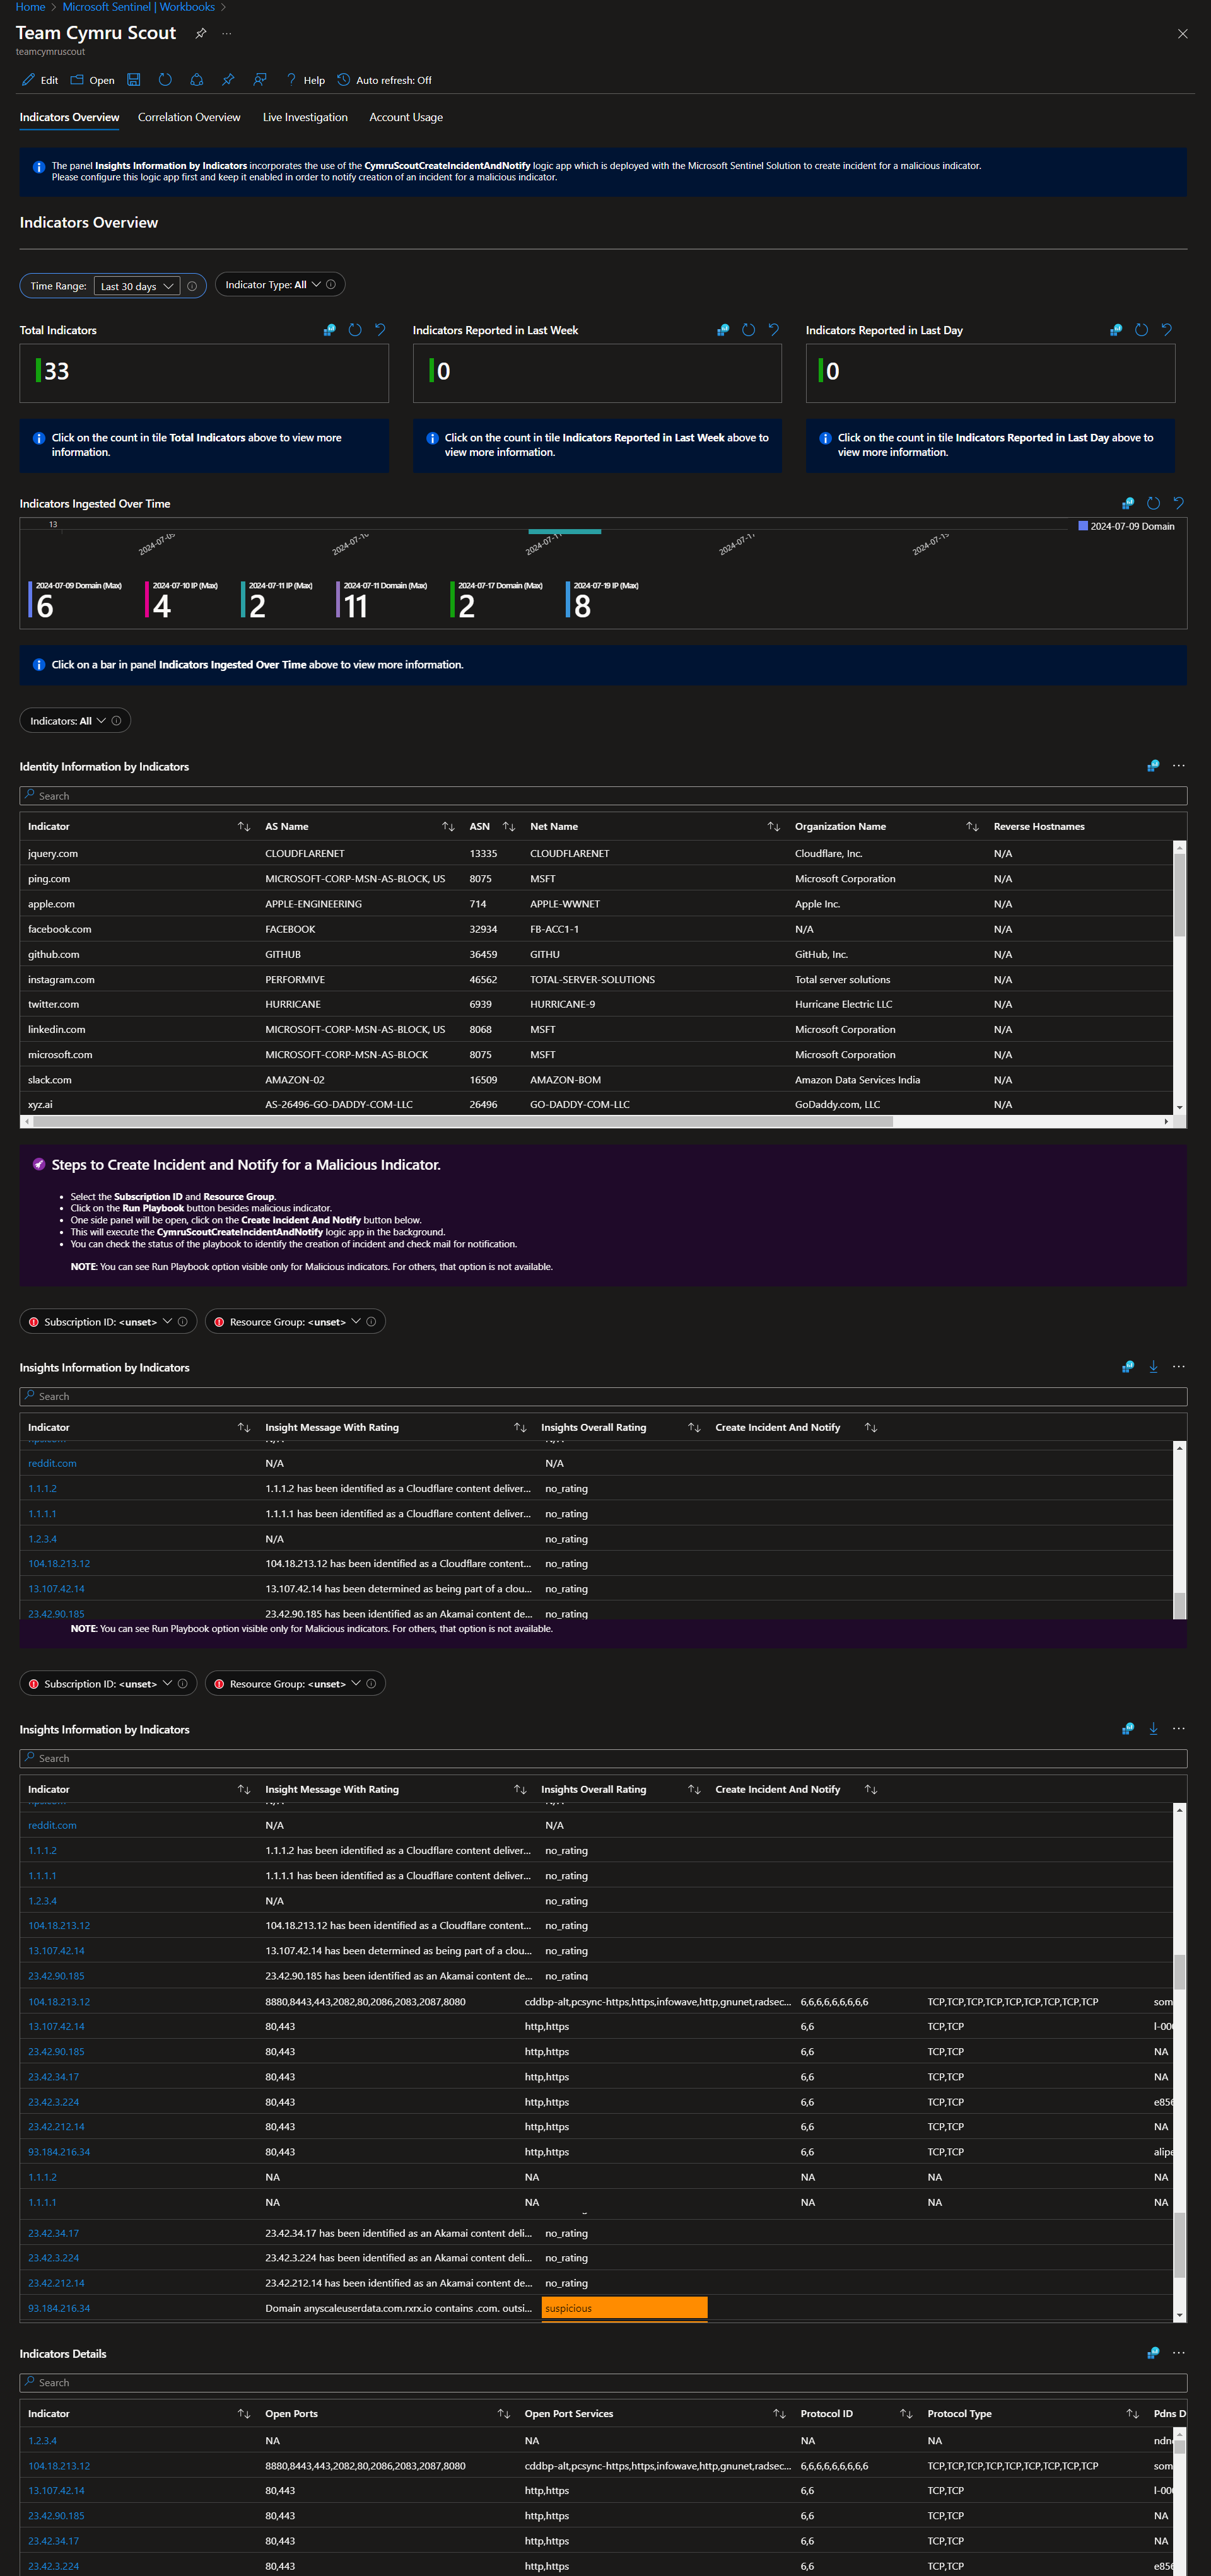 Home > Microsoft Sentinel | Workbooks >
Team Cymru Scout
teamcymruscout
Edit Open Help Auto refresh: Off
Indicators Overview Correlation Overview Live Investigation Account Usage
The panel Insights Information by Indicators incorporates the use of the CymruScoutCreateIncidentAndNotify logic app which is deployed with the Microsoft Sentinel Solution to create incident for a malicious indicator.
Please configure this logic app first and keep it enabled in order to notify creation of an incident for a malicious indicator.
Indicators Overview
Time Range: Last 30 days Indicator Type: All
Total Indicators Indicators Reported in Last Week Indicators Reported in Last Day
33 0 0
Click on the count in tile Total Indicators above to view more information.
Click on the count in tile Indicators Reported in Last Week above to view more information.
Click on the count in tile Indicators Reported in Last Day above to view more information.
Indicators Ingested Over Time
13 2024-07-09 Domain
2024-07-09 Domain (Max) 2024-07-10 IP (Max) 2024-07-11 IP (Max) 2024-07-11 Domain (Max) 2024-07-17 Domain (Max) 2024-07-19 IP (Max)
6 4 2 11 2 8
Click on a bar in panel Indicators Ingested Over Time above to view more information.
Indicators: All
Identity Information by Indicators
Search
Indicator AS Name ASN Net Name Organization Name Reverse Hostnames
jquery.com CLOUDFLARENET 13335 CLOUDFLARENET Cloudflare, Inc. N/A
ping.com MICROSOFT-CORP-MSN-AS-BLOCK, US 8075 MSFT Microsoft Corporation N/A
apple.com APPLE-ENGINEERING 714 APPLE-WWNET Apple Inc. N/A
facebook.com FACEBOOK 32934 FB-ACC1-1 N/A N/A
github.com GITHUB 36459 GITHU GitHub, Inc. N/A
instagram.com PERFORMIVE 46562 TOTAL-SERVER-SOLUTIONS Total server solutions N/A
twitter.com HURRICANE 6939 HURRICANE-9 Hurricane Electric LLC N/A
linkedin.com MICROSOFT-CORP-MSN-AS-BLOCK, US 8068 MSFT Microsoft Corporation N/A
microsoft.com MICROSOFT-CORP-MSN-AS-BLOCK 8075 MSFT Microsoft Corporation N/A
slack.com AMAZON-02 16509 AMAZON-BOM Amazon Data Services India N/A
xyz.ai AS-26496-GO-DADDY-COM-LLC 26496 GO-DADDY-COM-LLC GoDaddy.com, LLC N/A
Steps to Create Incident and Notify for a Malicious Indicator.
• Select the Subscription ID and Resource Group.
• Click on the Run Playbook button besides malicious indicator.
• One side panel will be open, click on the Create Incident And Notify button below.
• This will execute the CymruScoutCreateIncidentAndNotify logic app in the background.
• You can check the status of the playbook to identify the creation of incident and check mail for notification.
NOTE: You can see Run Playbook option visible only for Malicious indicators. For others, that option is not available.
Subscription ID: <unset> Resource Group: <unset>
Insights Information by Indicators
Search
Indicator Insight Message With Rating Insights Overall Rating Create Incident And Notify
reddit.com N/A N/A
1.1.1.2 1.1.1.2 has been identified as a Cloudflare content deliver... no_rating
1.1.1.1 1.1.1.1 has been identified as a Cloudflare content deliver... no_rating
1.2.3.4 N/A no_rating
104.18.213.12 104.18.213.12 has been identified as a Cloudflare content... no_rating
13.107.42.14 13.107.42.14 has been determined as being part of a clou... no_rating
23.42.90.185 23.42.90.185 has been identified as an Akamai content de... no_rating
NOTE: You can see Run Playbook option visible only for Malicious indicators. For others, that option is not available.
Subscription ID: <unset> Resource Group: <unset>
Insights Information by Indicators
Search
Indicator Insight Message With Rating Insights Overall Rating Create Incident And Notify
reddit.com N/A N/A
1.1.1.2 1.1.1.2 has been identified as a Cloudflare content deliver... no_rating
1.1.1.1 1.1.1.1 has been identified as a Cloudflare content deliver... no_rating
1.2.3.4 N/A no_rating
104.18.213.12 104.18.213.12 has been identified as a Cloudflare content... no_rating
13.107.42.14 13.107.42.14 has been determined as being part of a clou... no_rating
23.42.90.185 23.42.90.185 has been identified as an Akamai content de... no_rating
104.18.213.12 8880,8443,443,2082,80,2086,2083,2087,8080 cddbp-alt,pcsync-https,https,infowave,http,gnunet,radsec... 6,6,6,6,6,6,6,6,6 TCP,TCP,TCP,TCP,TCP,TCP,TCP,TCP,TCP som
13.107.42.14 80,443 http,https 6,6 TCP,TCP l-00
23.42.90.185 80,443 http,https 6,6 TCP,TCP NA
23.42.34.17 80,443 http,https 6,6 TCP,TCP NA
23.42.3.224 80,443 http,https 6,6 TCP,TCP e856
23.42.212.14 80,443 http,https 6,6 TCP,TCP NA
93.184.216.34 80,443 http,https 6,6 TCP,TCP alipe
1.1.1.2 NA NA NA NA NA
1.1.1.1 NA NA NA NA NA
23.42.34.17 23.42.34.17 has been identified as an Akamai content deli... no_rating
23.42.3.224 23.42.3.224 has been identified as an Akamai content deli... no_rating
23.42.212.14 23.42.212.14 has been identified as an Akamai content de... no_rating
93.184.216.34 Domain anyscaleuserdata.com.rxrx.io contains .com. outsi... suspicious
Indicators Details
Search
Indicator Open Ports Open Port Services Protocol ID Protocol Type Pdns D
1.2.3.4 NA NA NA NA ndn
104.18.213.12 8880,8443,443,2082,80,2086,2083,2087,8080 cddbp-alt,pcsync-https,https,infowave,http,gnunet,radsec... 6,6,6,6,6,6,6,6,6 TCP,TCP,TCP,TCP,TCP,TCP,TCP,TCP,TCP som
13.107.42.14 80,443 http,https 6,6 TCP,TCP l-00
23.42.90.185 80,443 http,https 6,6 TCP,TCP NA
23.42.34.17 80,443 http,https 6,6 TCP,TCP NA
23.42.3.224 80,443 http,https 6,6 TCP,TCP e856